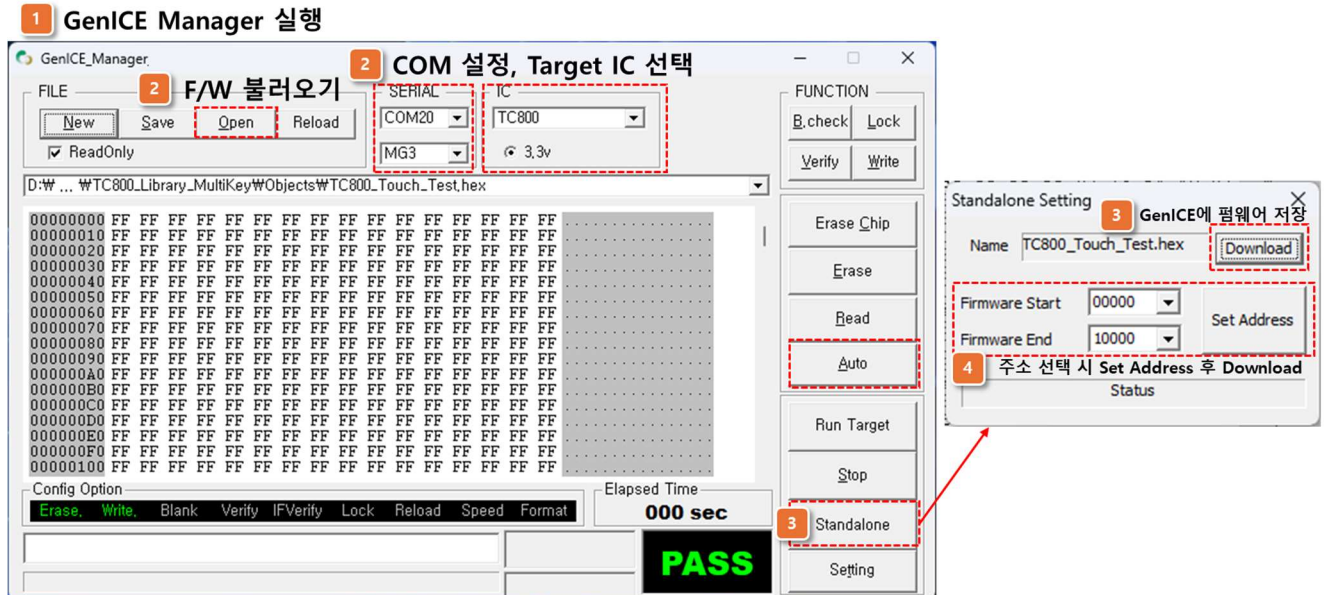 1 GenICE Manager 실행
GenICE_Manager
2 F/W 불러오기
2 COM 설정, Target IC 선택
FILE
New Save Open Reload
ReadOnly
SERIAL
COM20
MG3
IC
TC800
3,3v
FUNCTION
B.check Lock
Verify Write
D:₩ ... ₩TC800_Library_MultiKey₩Objects₩TC800_Touch_Test.hex
00000000 FF FF FF FF FF FF FF FF FF FF FF FF FF FF FF FF ................
00000010 FF FF FF FF FF FF FF FF FF FF FF FF FF FF FF FF ................
00000020 FF FF FF FF FF FF FF FF FF FF FF FF FF FF FF FF ................
00000030 FF FF FF FF FF FF FF FF FF FF FF FF FF FF FF FF ................
00000040 FF FF FF FF FF FF FF FF FF FF FF FF FF FF FF FF ................
00000050 FF FF FF FF FF FF FF FF FF FF FF FF FF FF FF FF ................
00000060 FF FF FF FF FF FF FF FF FF FF FF FF FF FF FF FF ................
00000070 FF FF FF FF FF FF FF FF FF FF FF FF FF FF FF FF ................
00000080 FF FF FF FF FF FF FF FF FF FF FF FF FF FF FF FF ................
00000090 FF FF FF FF FF FF FF FF FF FF FF FF FF FF FF FF ................
000000A0 FF FF FF FF FF FF FF FF FF FF FF FF FF FF FF FF ................
000000B0 FF FF FF FF FF FF FF FF FF FF FF FF FF FF FF FF ................
000000C0 FF FF FF FF FF FF FF FF FF FF FF FF FF FF FF FF ................
000000D0 FF FF FF FF FF FF FF FF FF FF FF FF FF FF FF FF ................
000000E0 FF FF FF FF FF FF FF FF FF FF FF FF FF FF FF FF ................
000000F0 FF FF FF FF FF FF FF FF FF FF FF FF FF FF FF FF ................
00000100 FF FF FF FF FF FF FF FF FF FF FF FF FF FF FF FF ................
Erase Chip
Erase
Read
Auto
Run Target
Stop
3 Standalone
Setting
Config Option
Erase, Write, Blank Verify IFVerify Lock Reload Speed Format
Elapsed Time
000 sec
PASS
Standalone Setting
3 GenICE에 펌웨어 저장
Name TC800_Touch_Test.hex Download
Firmware Start 00000
Firmware End 10000
Set Address
4 주소 선택 시 Set Address 후 Download
Status